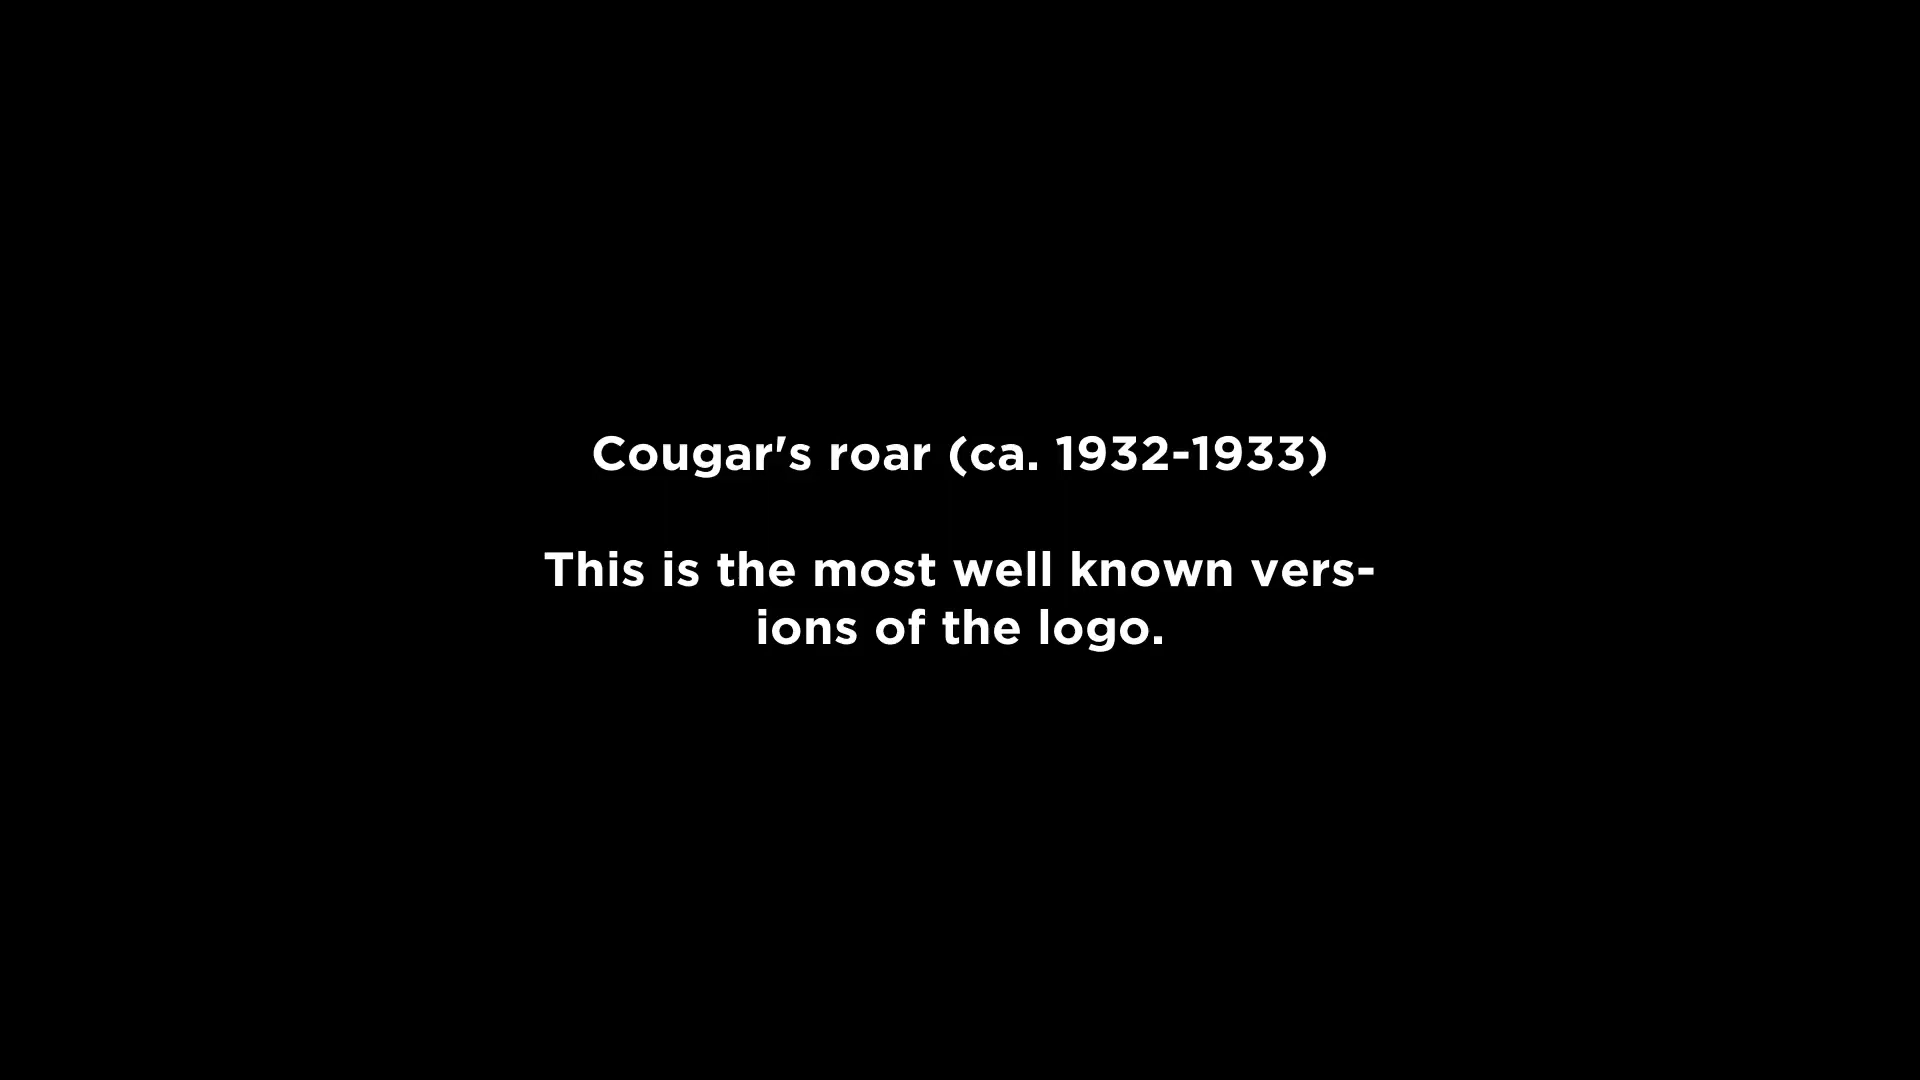 Cougar's roar (ca. 1932-1933)
This is the most well known vers-
ions of the logo.